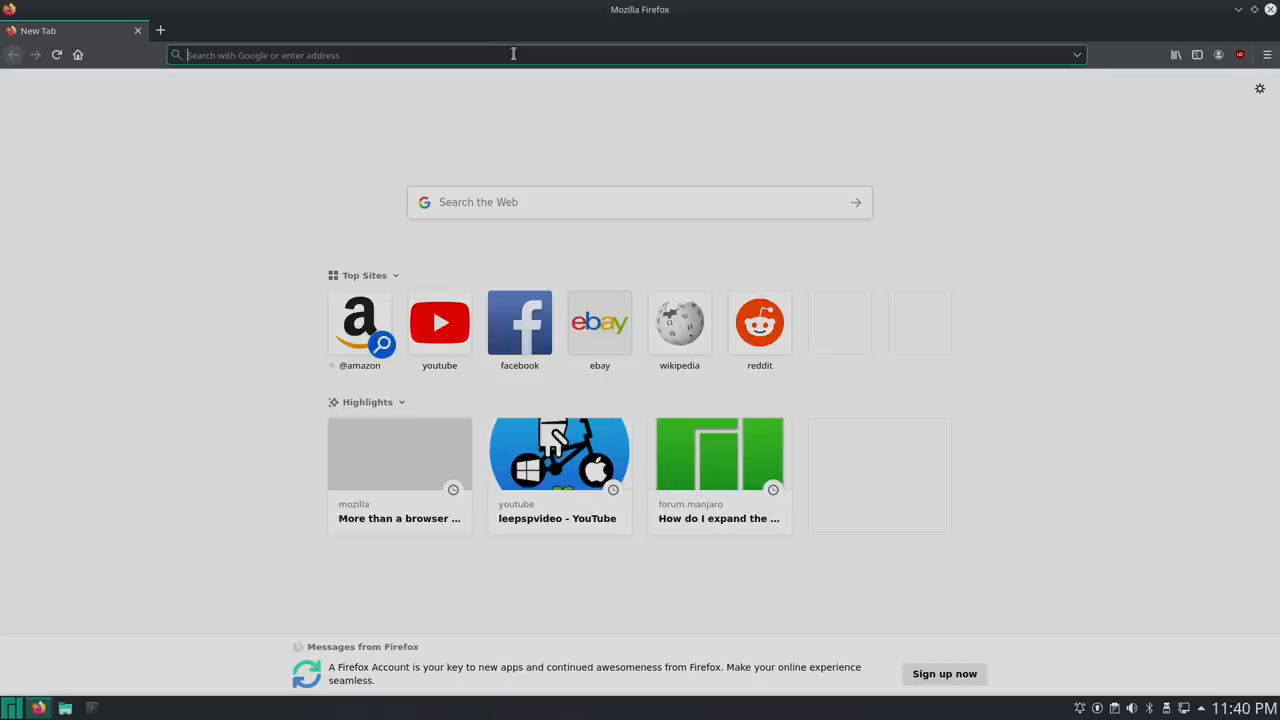 Mozilla Firefox
New Tab
Search with Google or enter address
Search the Web
Top Sites
a
f
ebay
@amazon
youtube
facebook
ebay
wikipedia
reddit
Highlights
mozilla
More than a browser ...
youtube
leepspvideo - YouTube
forum.manjaro
How do I expand the ...
Messages from Firefox
A Firefox Account is your key to new apps and continued awesomeness from Firefox. Make your online experience
seamless.
Sign up now
11:40 PM